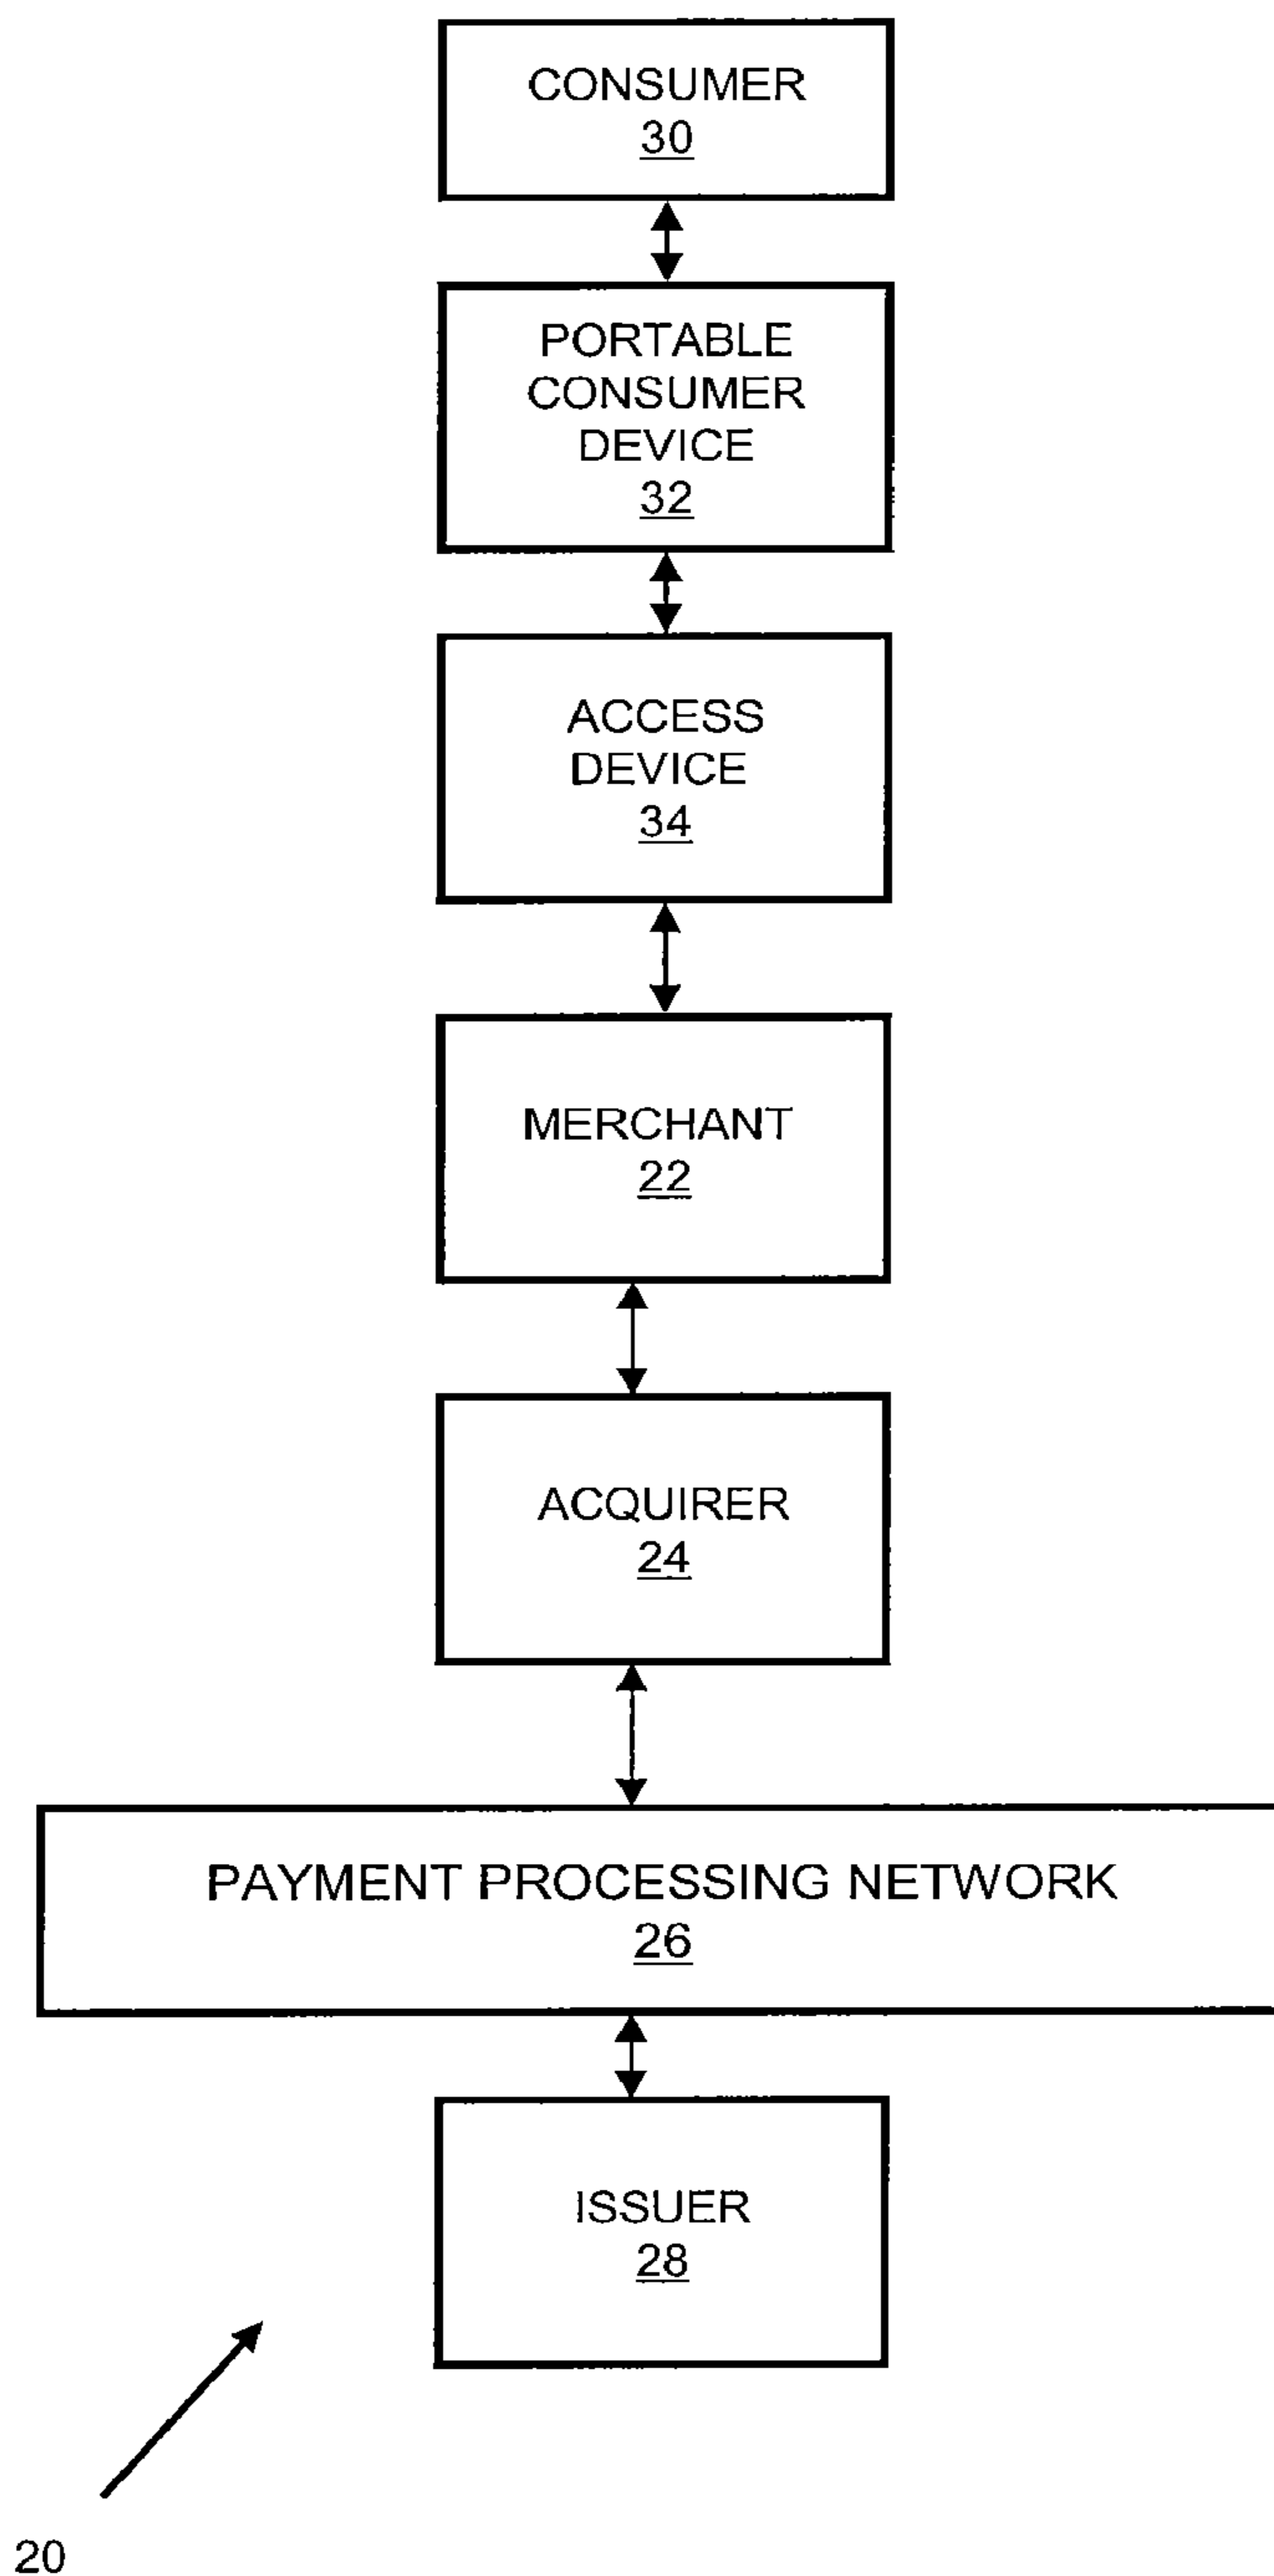 CONSUMER
30
PORTABLE
CONSUMER
DEVICE
32
ACCESS
DEVICE
34
MERCHANT
22
ACQUIRER
24
PAYMENT PROCESSING NETWORK
26
ISSUER
28
20